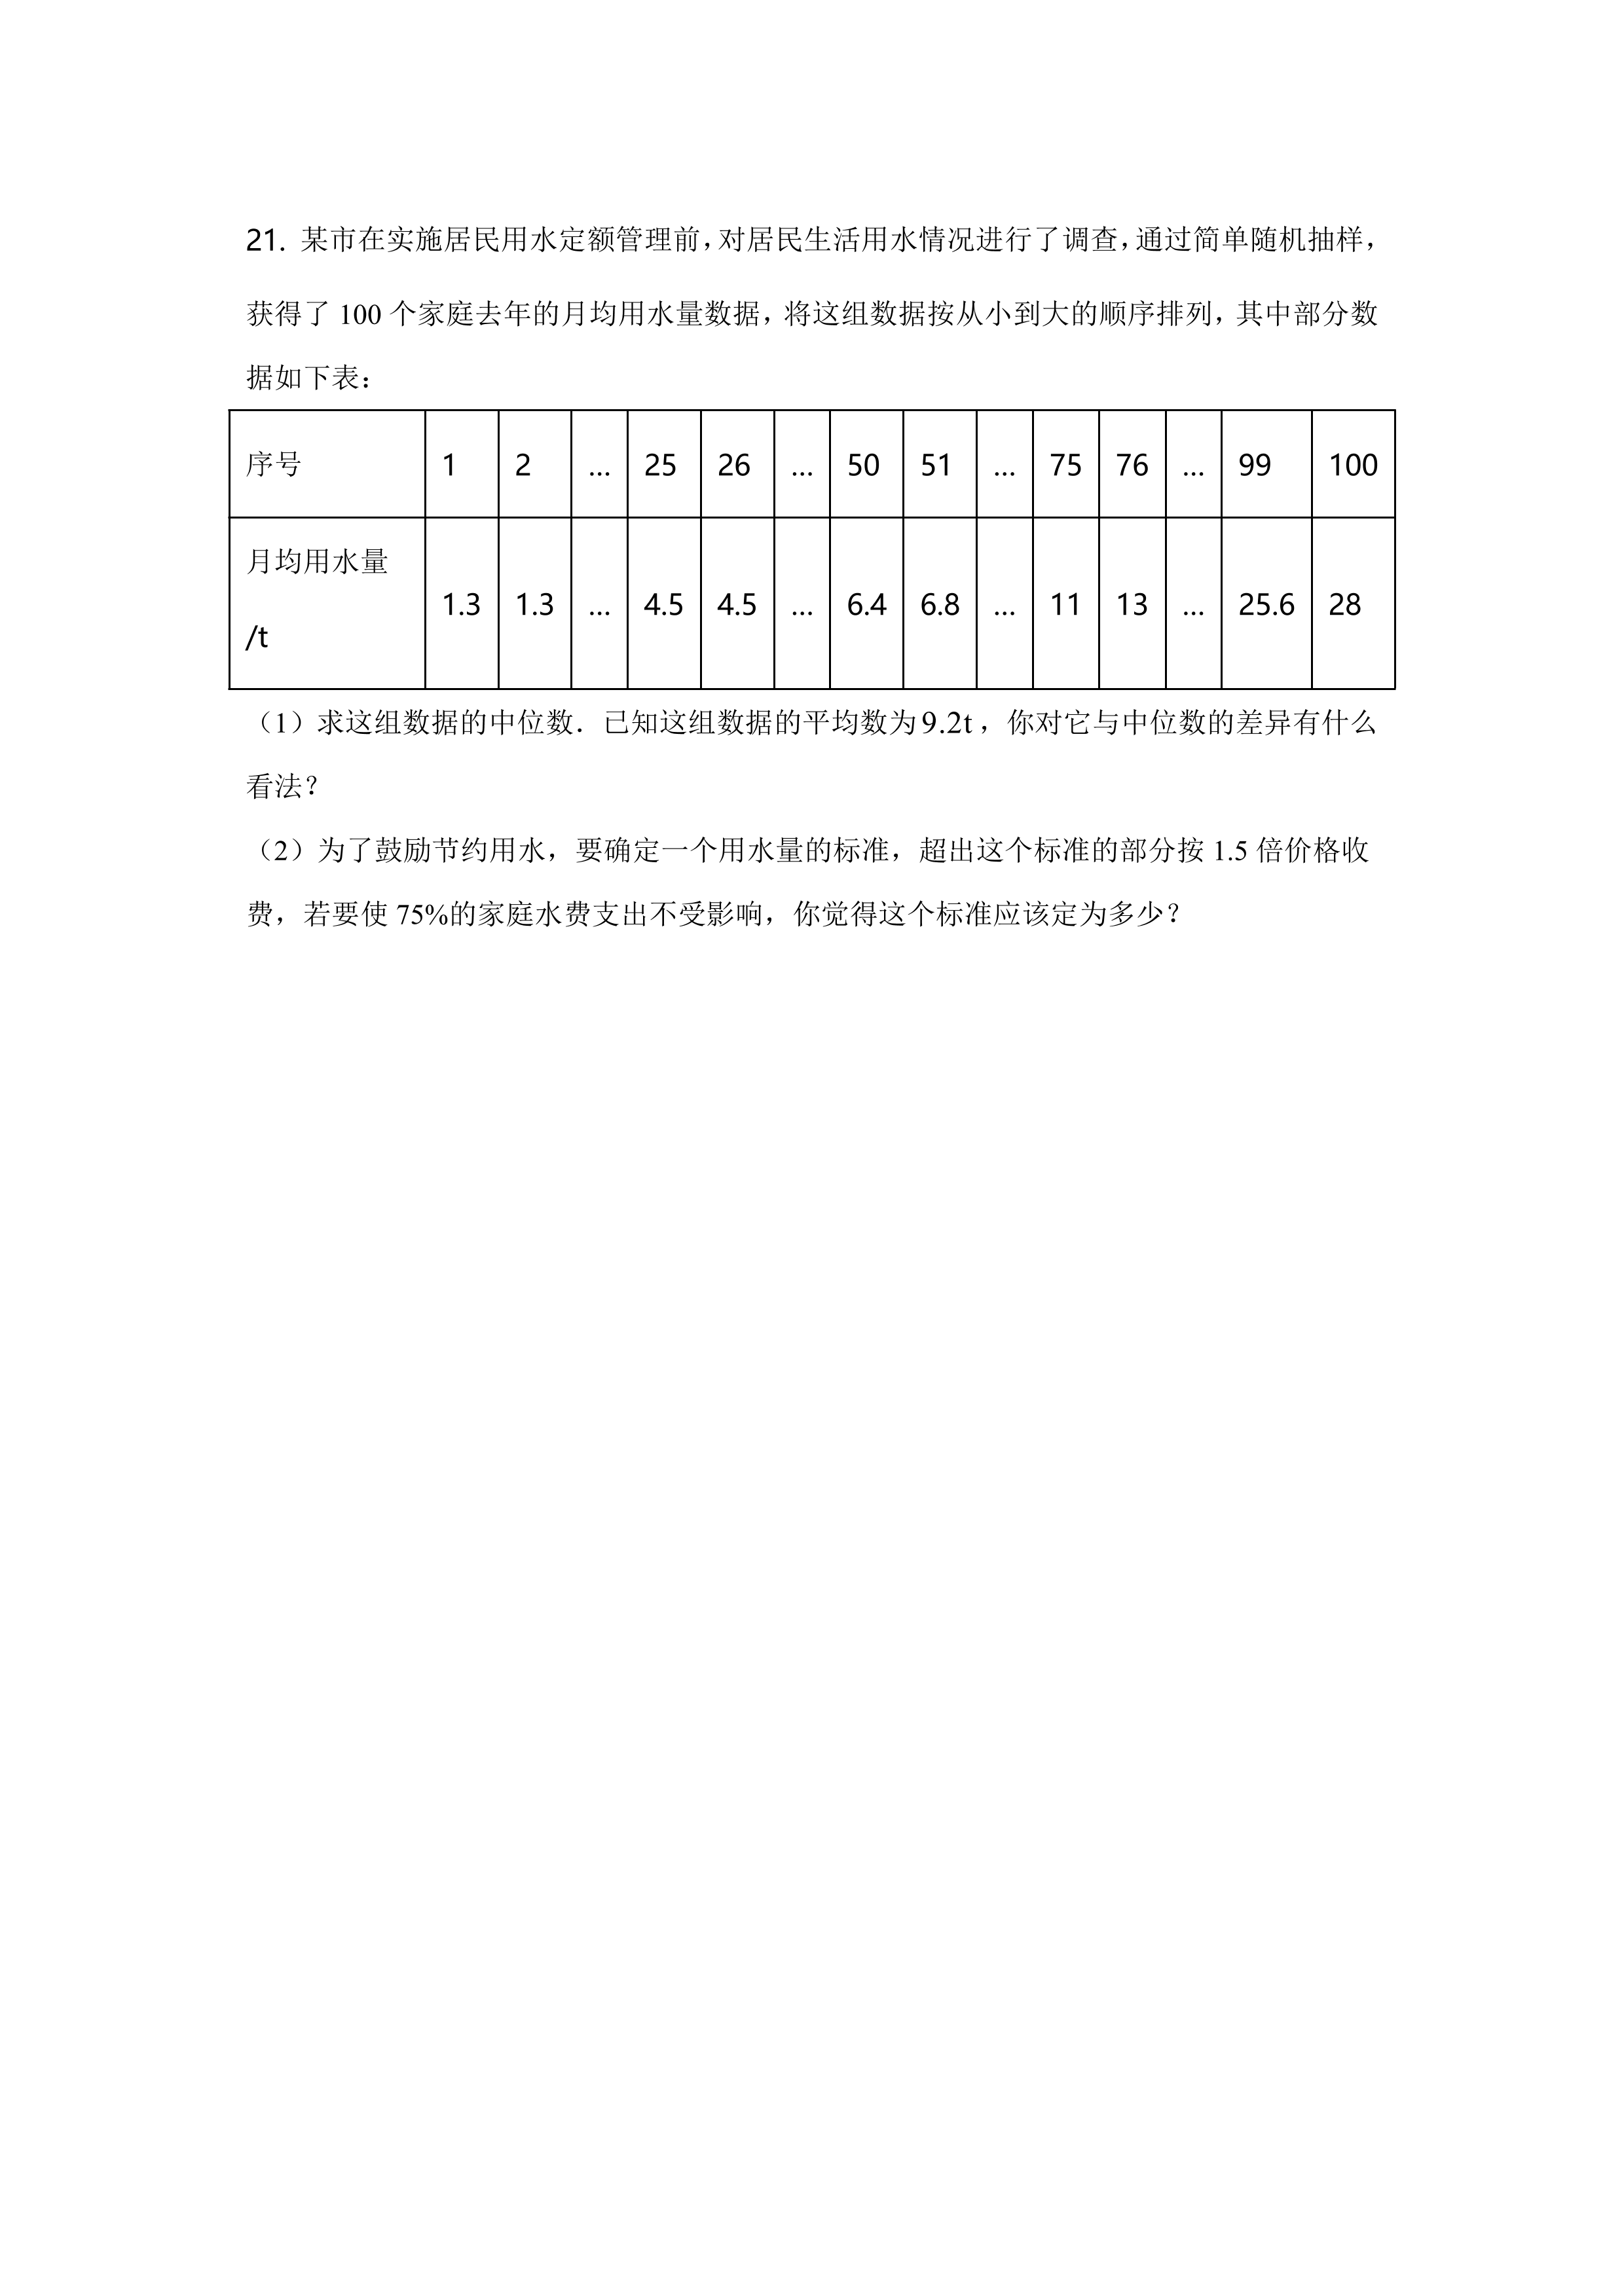 21. 某市在实施居民用水定额管理前，对居民生活用水情况进行了调查，通过简单随机抽样，
获得了 100 个家庭去年的月均用水量数据，将这组数据按从小到大的顺序排列，其中部分数
据如下表：
序号 1 2 … 25 26 … 50 51 … 75 76 … 99 100
月均用水量
/t 1.3 1.3 … 4.5 4.5 … 6.4 6.8 … 11 13 … 25.6 28
（1）求这组数据的中位数．已知这组数据的平均数为9.2t，你对它与中位数的差异有什么
看法？
（2）为了鼓励节约用水，要确定一个用水量的标准，超出这个标准的部分按 1.5 倍价格收
费，若要使 75%的家庭水费支出不受影响，你觉得这个标准应该定为多少？